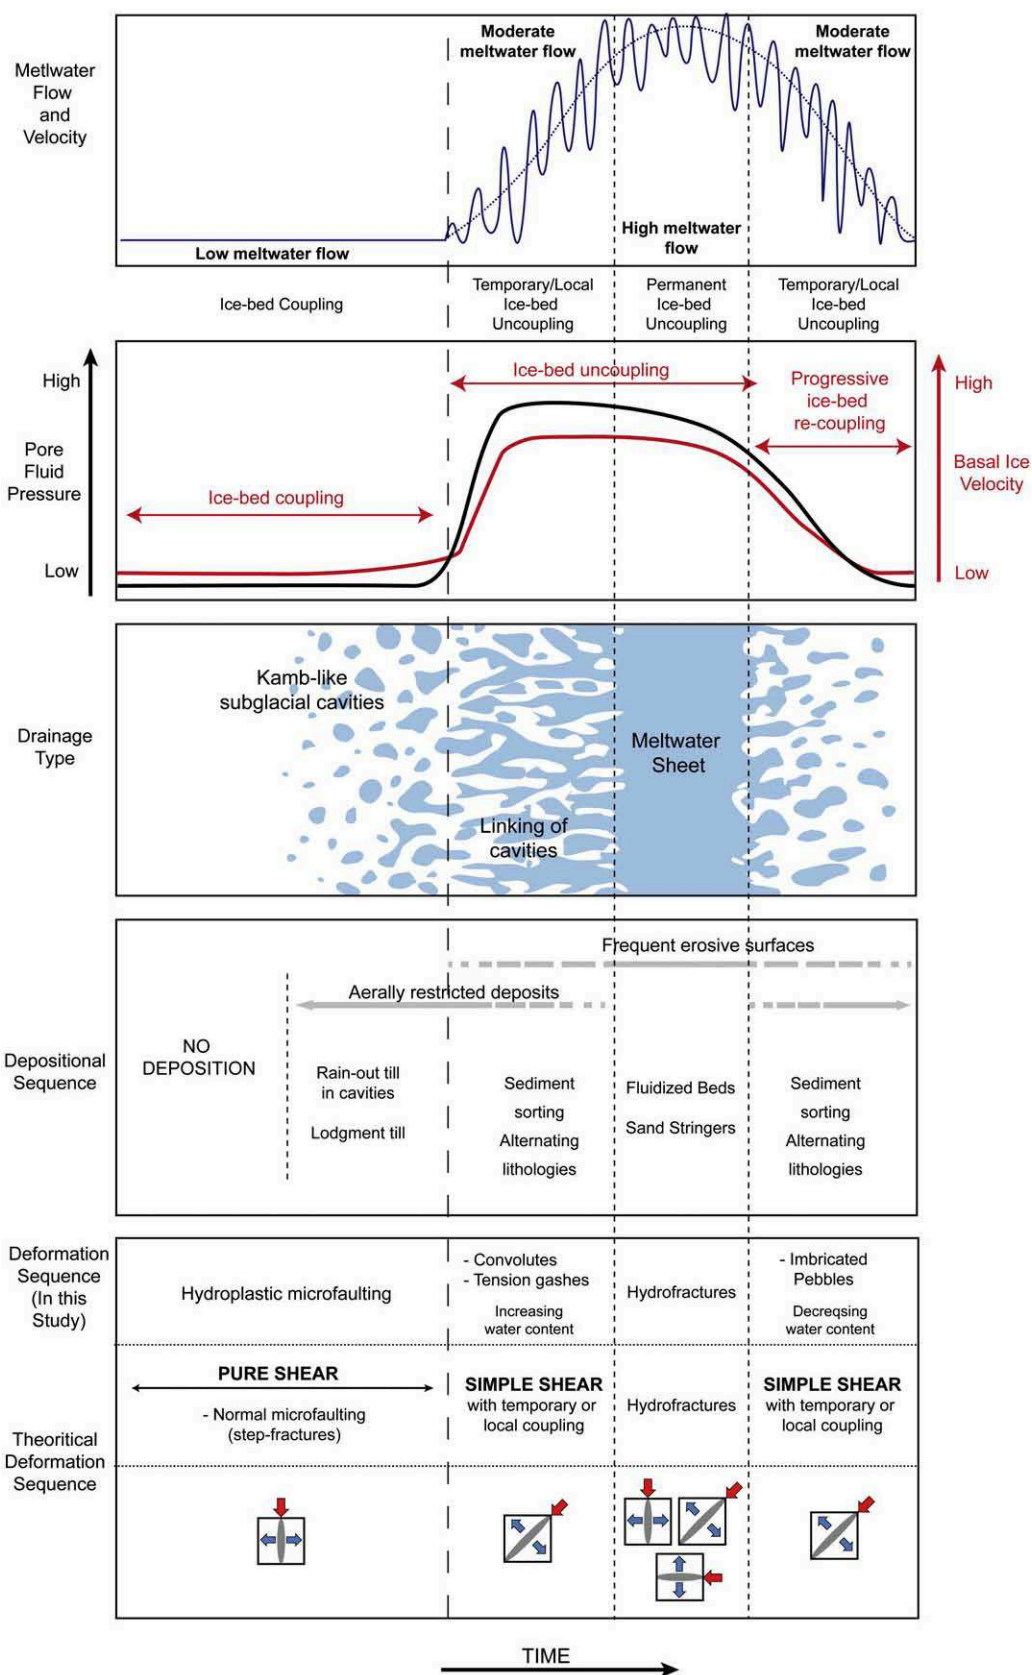 Metlwater
Flow
and
Velocity
Moderate
meltwater flow
Moderate
meltwater flow
Low meltwater flow
High meltwater
flow
Ice-bed Coupling
Temporary/Local
Ice-bed
Uncoupling
Permanent
Ice-bed
Uncoupling
Temporary/Local
Ice-bed
Uncoupling
High
Pore
Fluid
Pressure
Low
Ice-bed coupling
Ice-bed uncoupling
Progressive
ice-bed
re-coupling
High
Basal Ice
Velocity
Low
Drainage
Type
Kamb-like
subglacial cavities
Linking of
cavities
Meltwater
Sheet
Depositional
Sequence
Frequent erosive surfaces
Aerally restricted deposits
NO
DEPOSITION
Rain-out till
in cavities
Lodgment till
Sediment
sorting
Alternating
lithologies
Fluidized Beds
Sand Stringers
Sediment
sorting
Alternating
lithologies
Deformation
Sequence
(In this
Study)
Hydroplastic microfaulting
- Convolutes
- Tension gashes
Increasing
water content
Hydrofractures
- Imbricated
Pebbles
Decreqsing
water content
Theoritical
Deformation
Sequence
PURE SHEAR
- Normal microfaulting
(step-fractures)
SIMPLE SHEAR
with temporary or
local coupling
Hydrofractures
SIMPLE SHEAR
with temporary or
local coupling
TIME